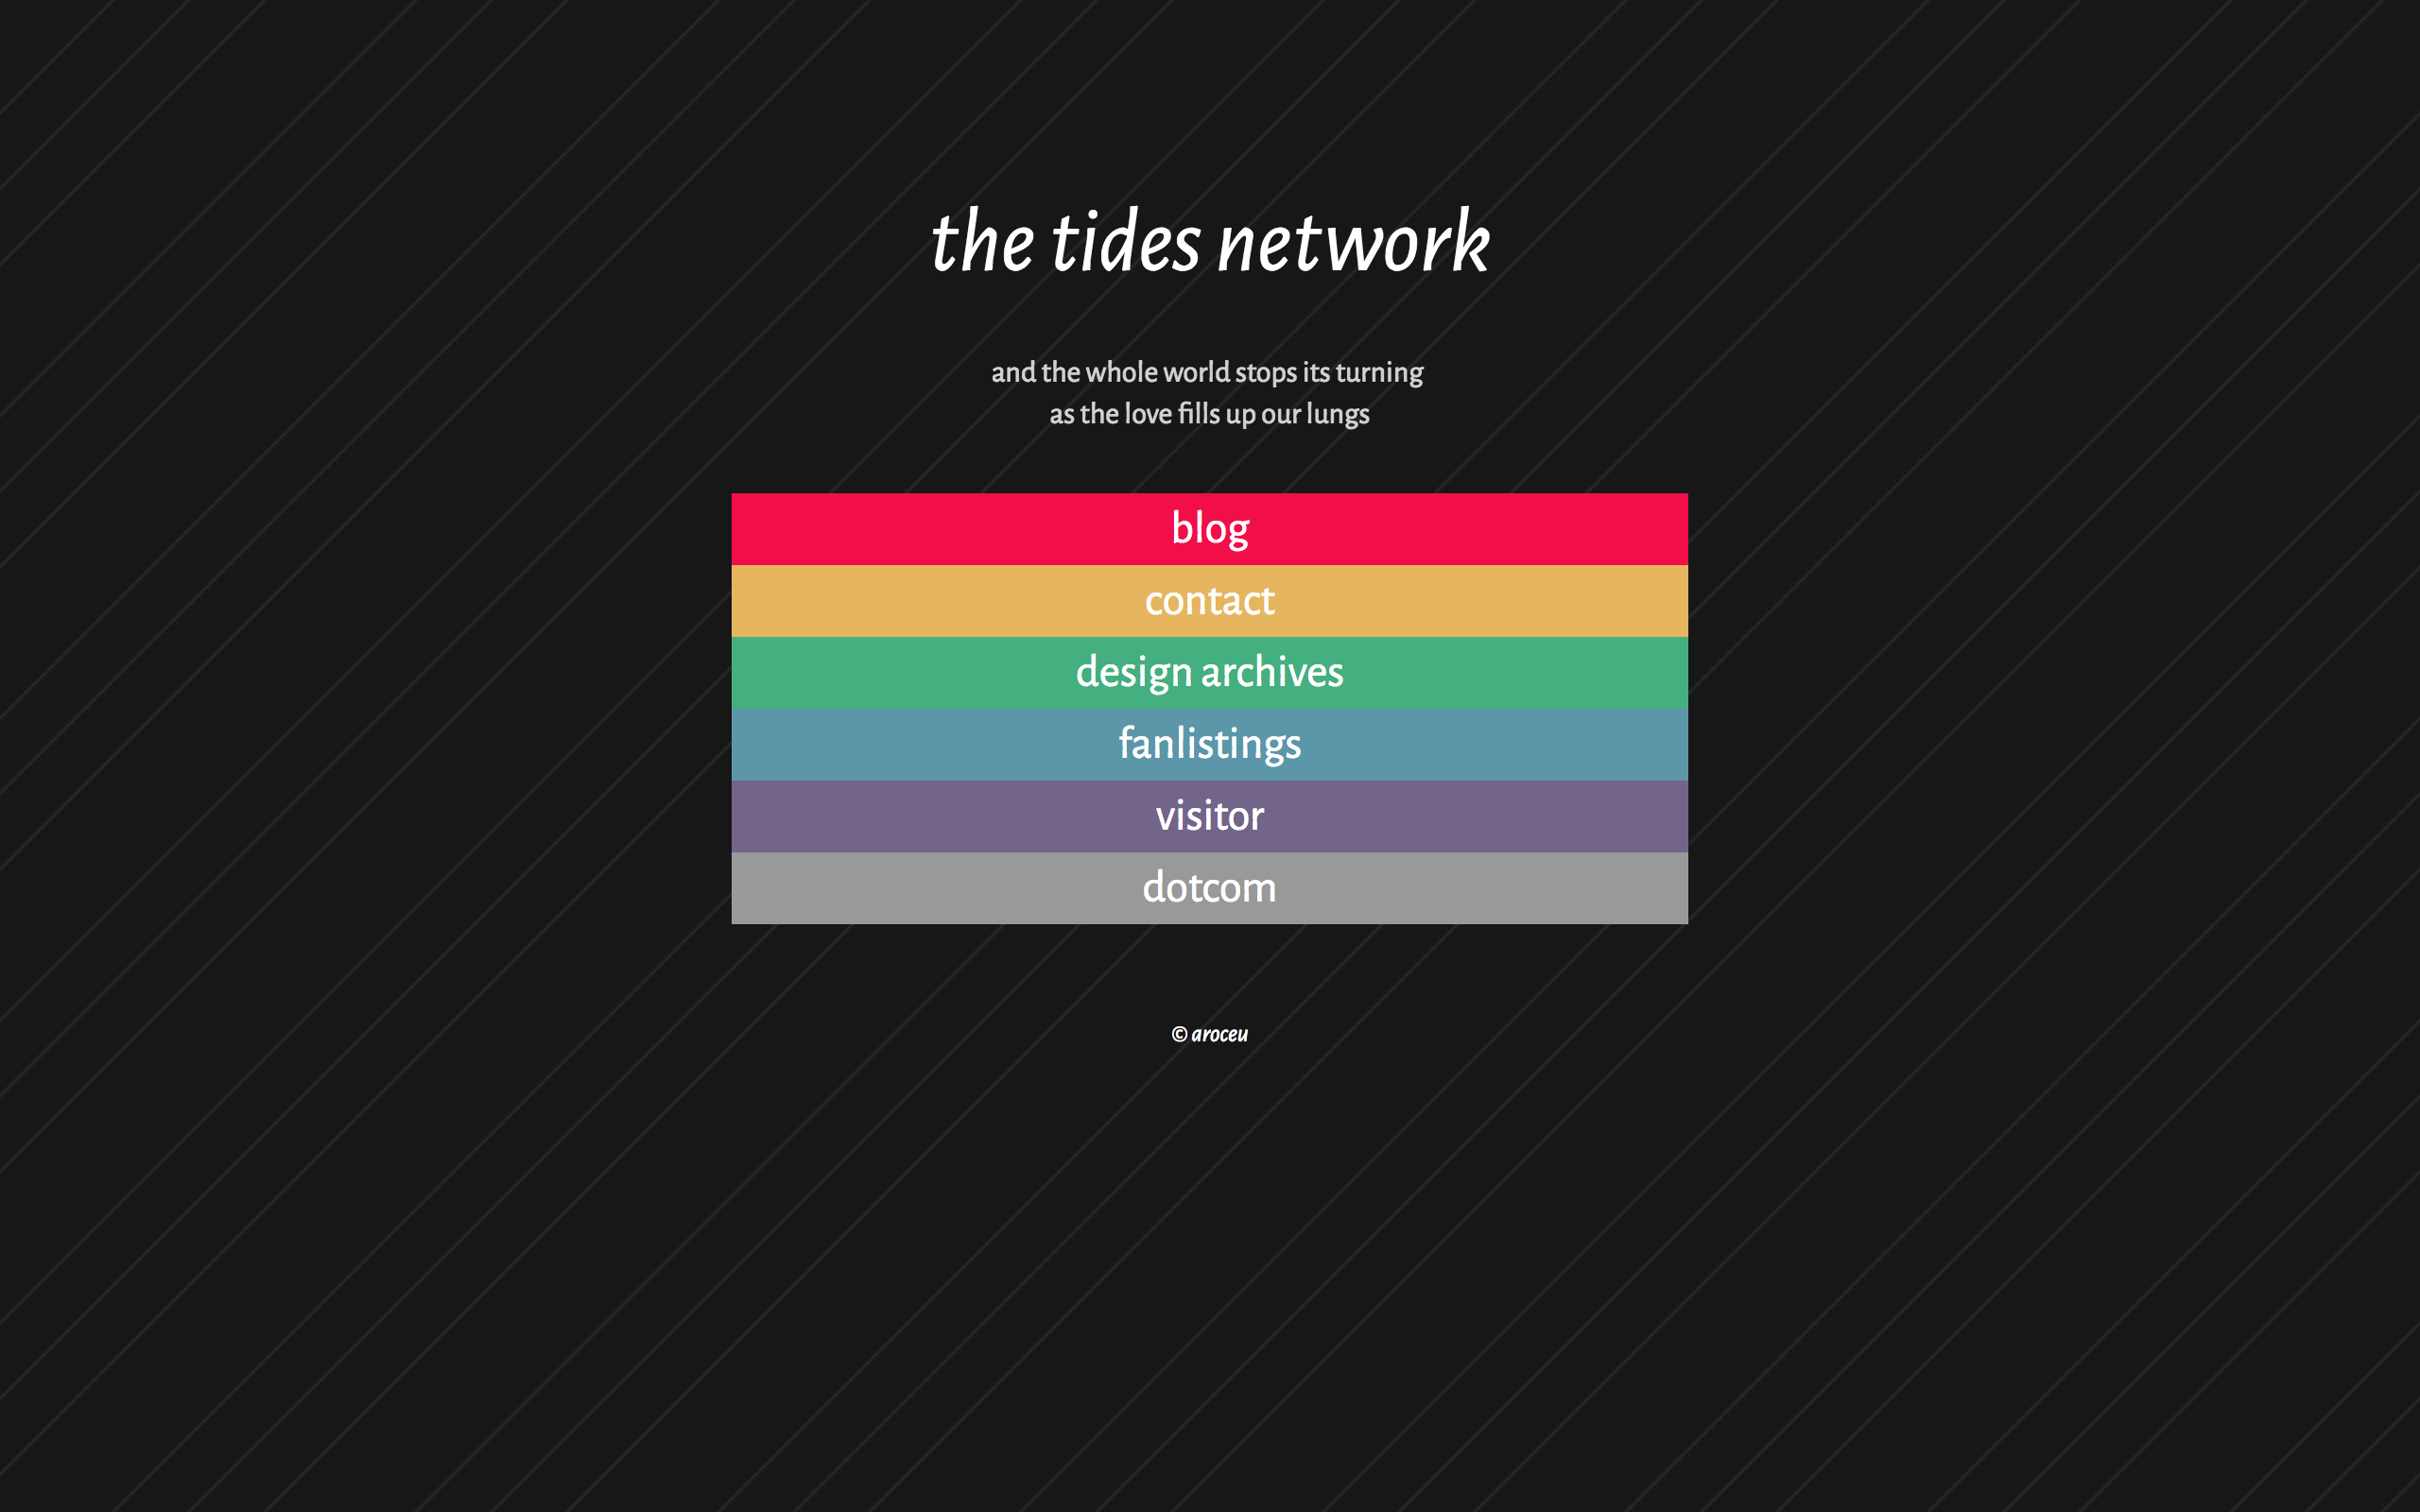 the tides network
and the whole world stops its turning
as the love fills up our lungs
blog
contact
design archives
fanlistings
visitor
dotcom
© aroceu